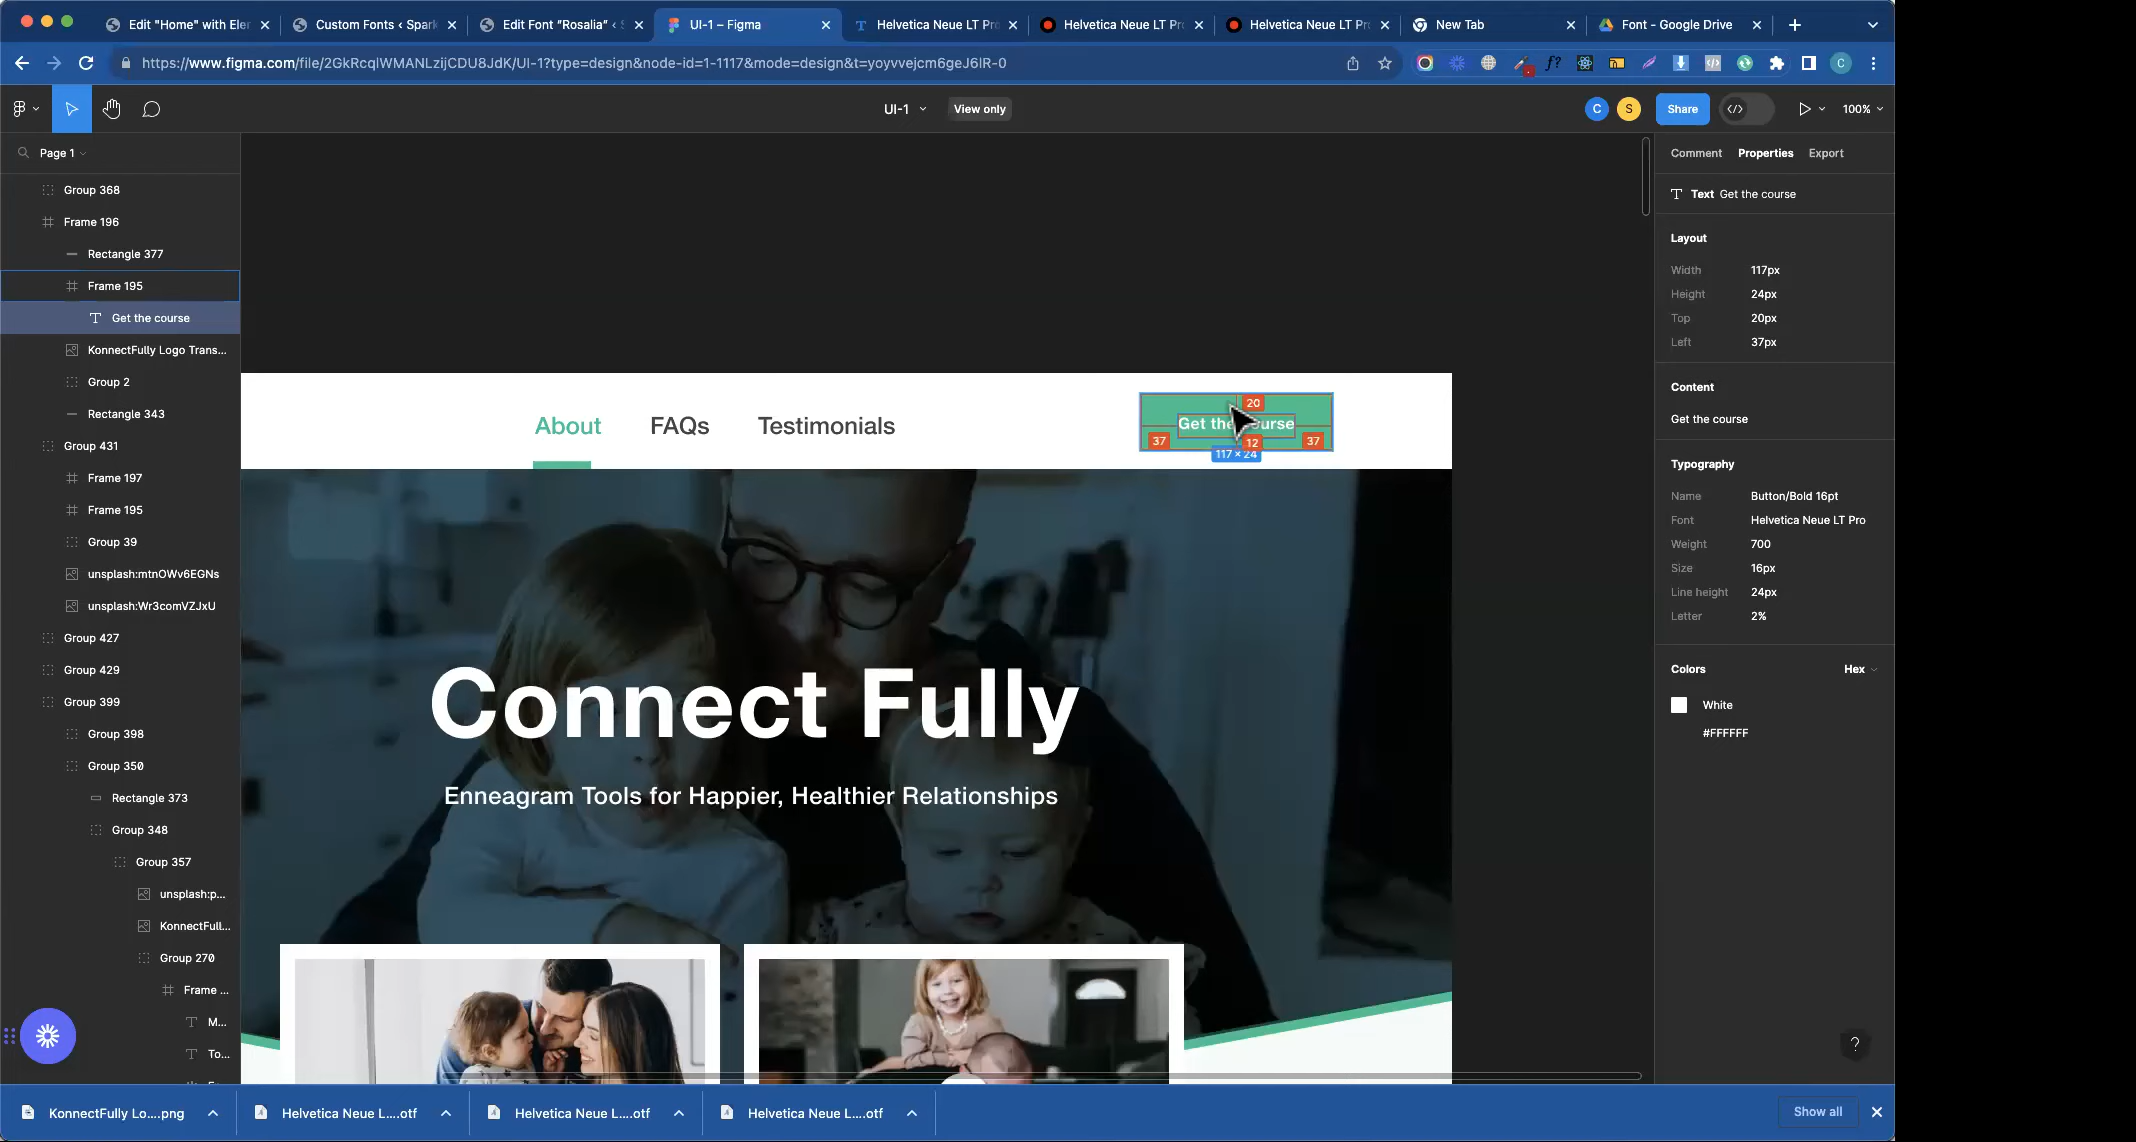 Edit "Home" with Eler
Custom Fonts ‹ Spark
Edit Font “Rosalia” ‹ S
UI-1 – Figma
Helvetica Neue LT Pro
Helvetica Neue LT Pro
Helvetica Neue LT Pro
New Tab
Font - Google Drive
https://www.figma.com/file/2GkRcqlWMANLzijCDU8JdK/UI-1?type=design&node-id=1-1117&mode=design&t=yoyvvejcm6geJ6lR-0
UI-1
View only
C
S
Share
100%
Page 1
Group 368
Frame 196
Rectangle 377
Frame 195
Get the course
KonnectFully Logo Trans...
Group 2
Rectangle 343
Group 431
Frame 197
Frame 195
Group 39
unsplash:mtnOWv6EGNs
unsplash:Wr3comVZJxU
Group 427
Group 429
Group 399
Group 398
Group 350
Rectangle 373
Group 348
Group 357
unsplash:p...
KonnectFull...
Group 270
Frame ...
M...
To...
About
FAQs
Testimonials
Get the course
20
37
12
37
117 × 24
Connect Fully
Enneagram Tools for Happier, Healthier Relationships
Comment
Properties
Export
Text Get the course
Layout
Width 117px
Height 24px
Top 20px
Left 37px
Content
Get the course
Typography
Name Button/Bold 16pt
Font Helvetica Neue LT Pro
Weight 700
Size 16px
Line height 24px
Letter 2%
Colors
Hex
White
#FFFFFF
?
KonnectFully Lo....png
Helvetica Neue L....otf
Helvetica Neue L....otf
Helvetica Neue L....otf
Show all